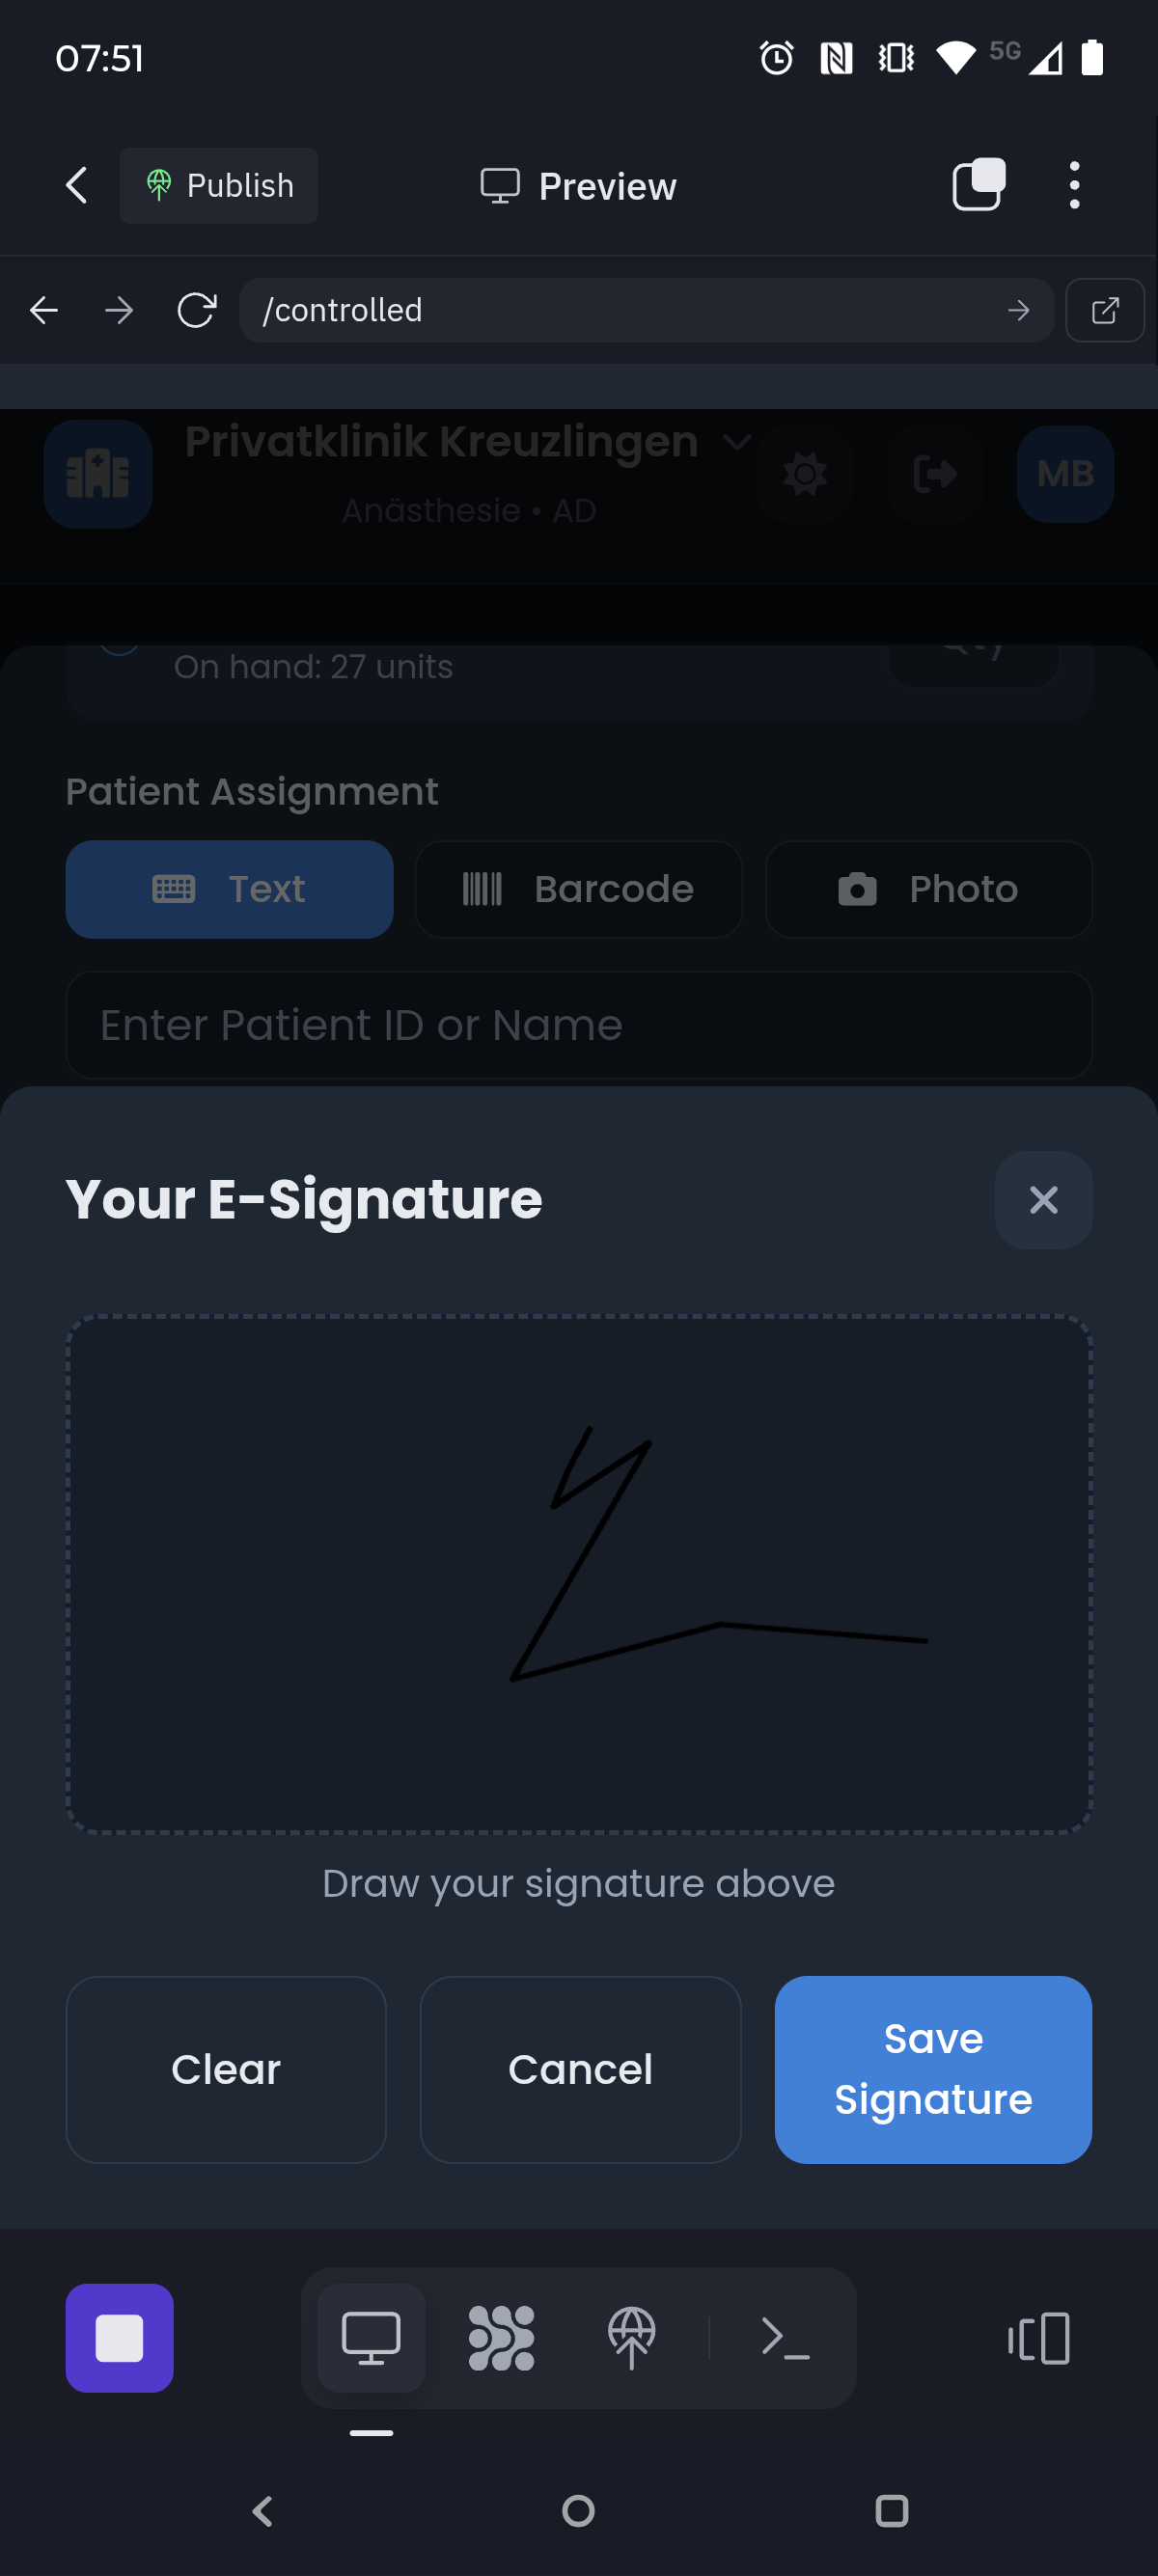 07:51
5G
Publish
Preview
/controlled
Privatklinik Kreuzlingen
Anästhesie • AD
MB
On hand: 27 units
Qty
Patient Assignment
Text
Barcode
Photo
Enter Patient ID or Name
Your E-Signature
Draw your signature above
Clear
Cancel
Save
Signature